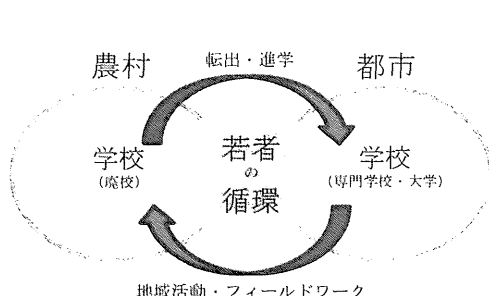 農村
転出・進学
都市
学校
(廃校)
若者
の
循環
学校
(専門学校・大学)
地域活動・フィールドワーク